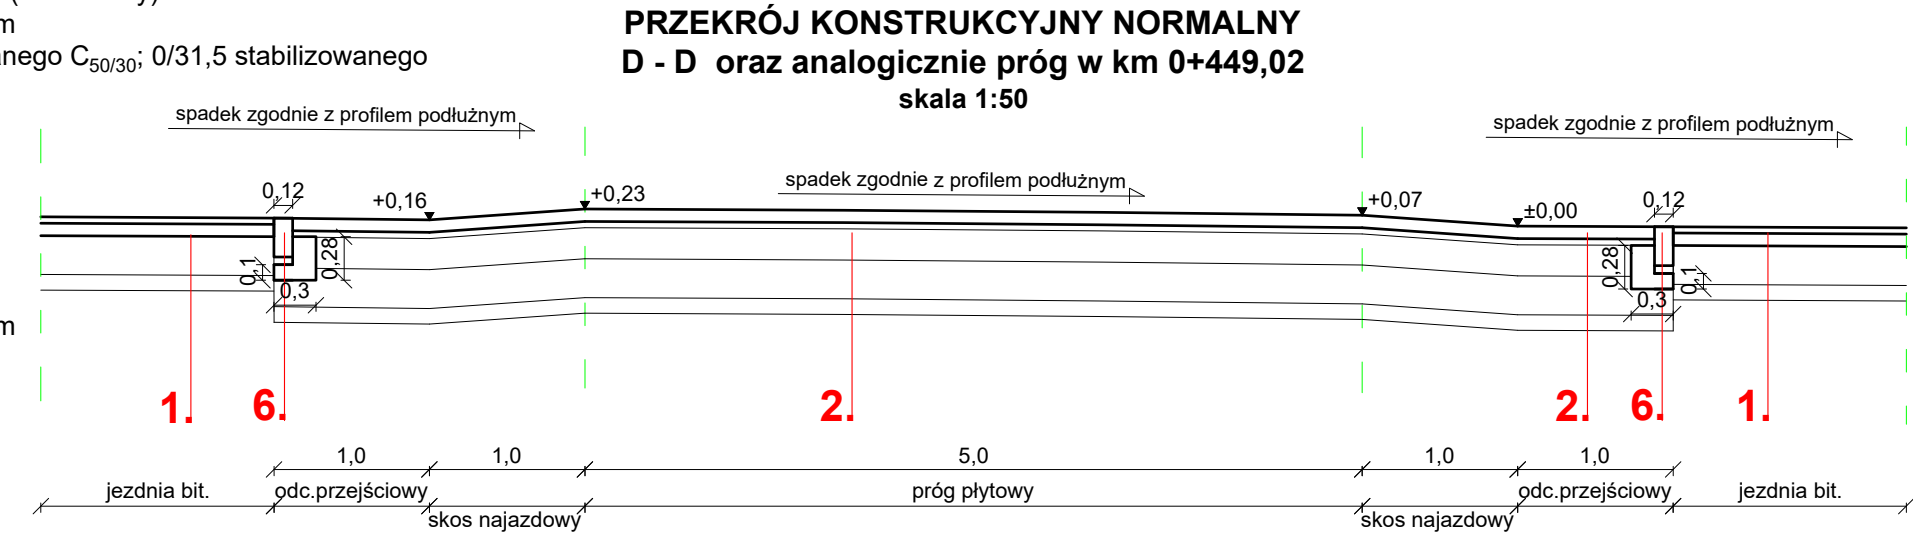 m
anego C50/30; 0/31,5 stabilizowanego
PRZEKRÓJ KONSTRUKCYJNY NORMALNY
D - D oraz analogicznie próg w km 0+449,02
skala 1:50
spadek zgodnie z profilem podłużnym
spadek zgodnie z profilem podłużnym
spadek zgodnie z profilem podłużnym
0,12
+0,16
+0,23
+0,07
±0,00
0,12
0,1
0,28
0,3
0,28
0,1
0,3
m
1.
6.
2.
2.
6.
1.
1,0
1,0
5,0
1,0
1,0
jezdnia bit.
odc.przejściowy
próg płytowy
odc.przejściowy
jezdnia bit.
skos najazdowy
skos najazdowy